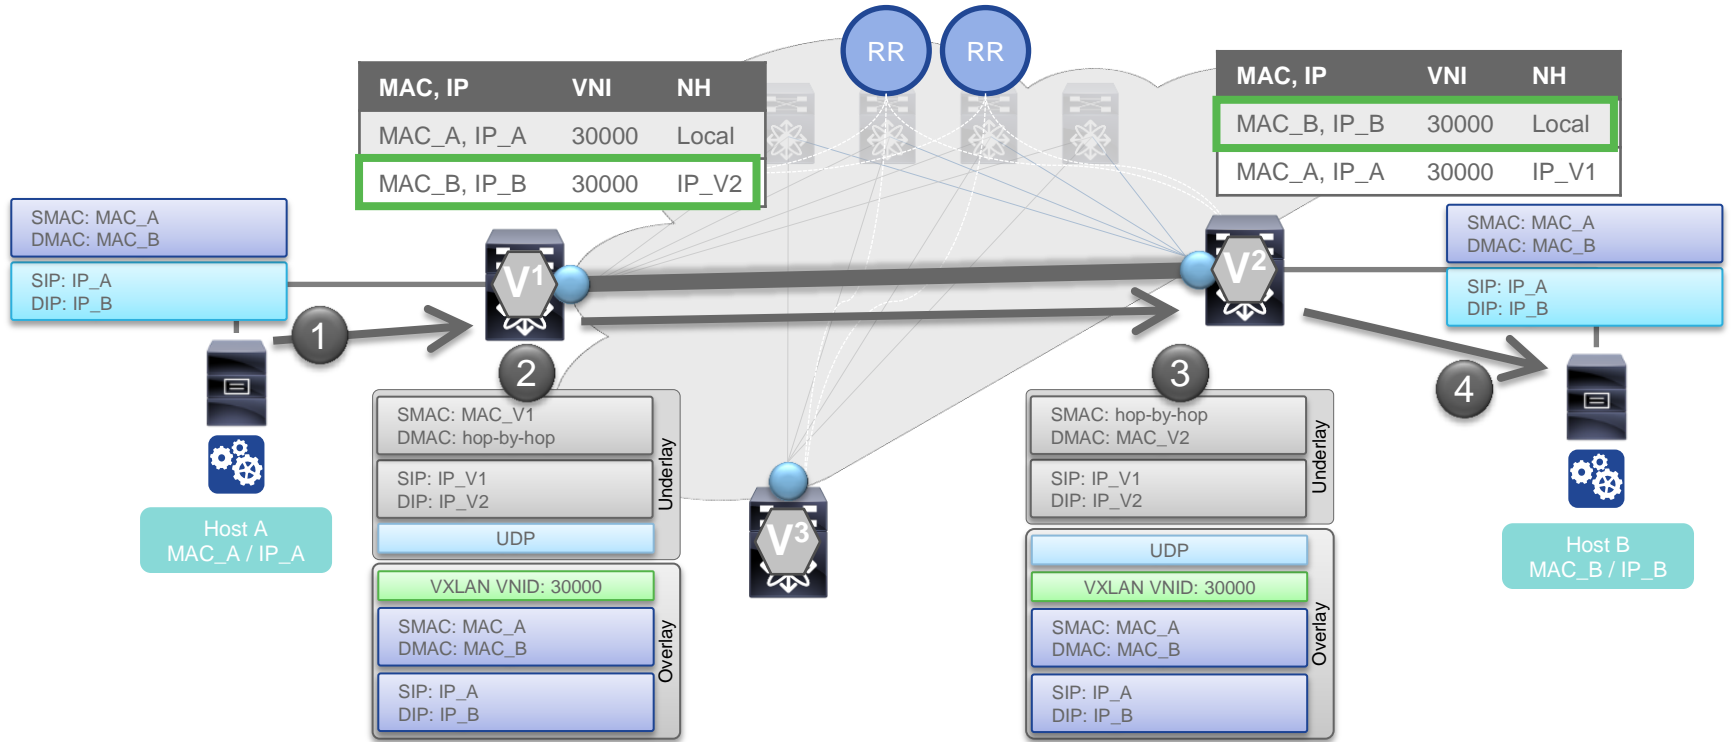 RR
RR
MAC, IP VNI NH
MAC_A, IP_A 30000 Local
MAC_B, IP_B 30000 IP_V2
MAC, IP VNI NH
MAC_B, IP_B 30000 Local
MAC_A, IP_A 30000 IP_V1
SMAC: MAC_A
DMAC: MAC_B
SIP: IP_A
DIP: IP_B
V1
V2
SMAC: MAC_A
DMAC: MAC_B
SIP: IP_A
DIP: IP_B
1
2
3
4
SMAC: MAC_V1
DMAC: hop-by-hop
SIP: IP_V1
DIP: IP_V2
UDP
Underlay
VXLAN VNID: 30000
SMAC: MAC_A
DMAC: MAC_B
SIP: IP_A
DIP: IP_B
Overlay
V3
SMAC: hop-by-hop
DMAC: MAC_V2
SIP: IP_V1
DIP: IP_V2
Underlay
UDP
VXLAN VNID: 30000
SMAC: MAC_A
DMAC: MAC_B
SIP: IP_A
DIP: IP_B
Overlay
Host A
MAC_A / IP_A
Host B
MAC_B / IP_B